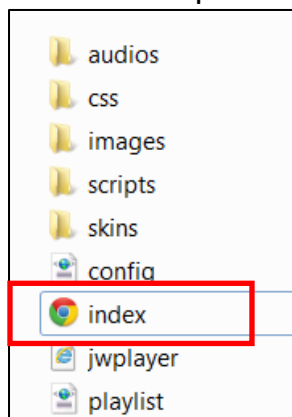 audios
css
images
scripts
skins
config
index
jwplayer
playlist